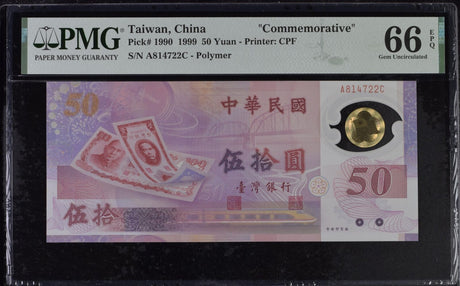 PMG
PAPER MONEY GUARANTY
Taiwan, China "Commemorative"
Pick# 1990 1999 50 Yuan - Printer: CPF
S/N A814722C - Polymer
66 EPQ
Gem Uncirculated
50
中華民國
A814722C
伍拾圓
臺灣銀行
50
伍拾